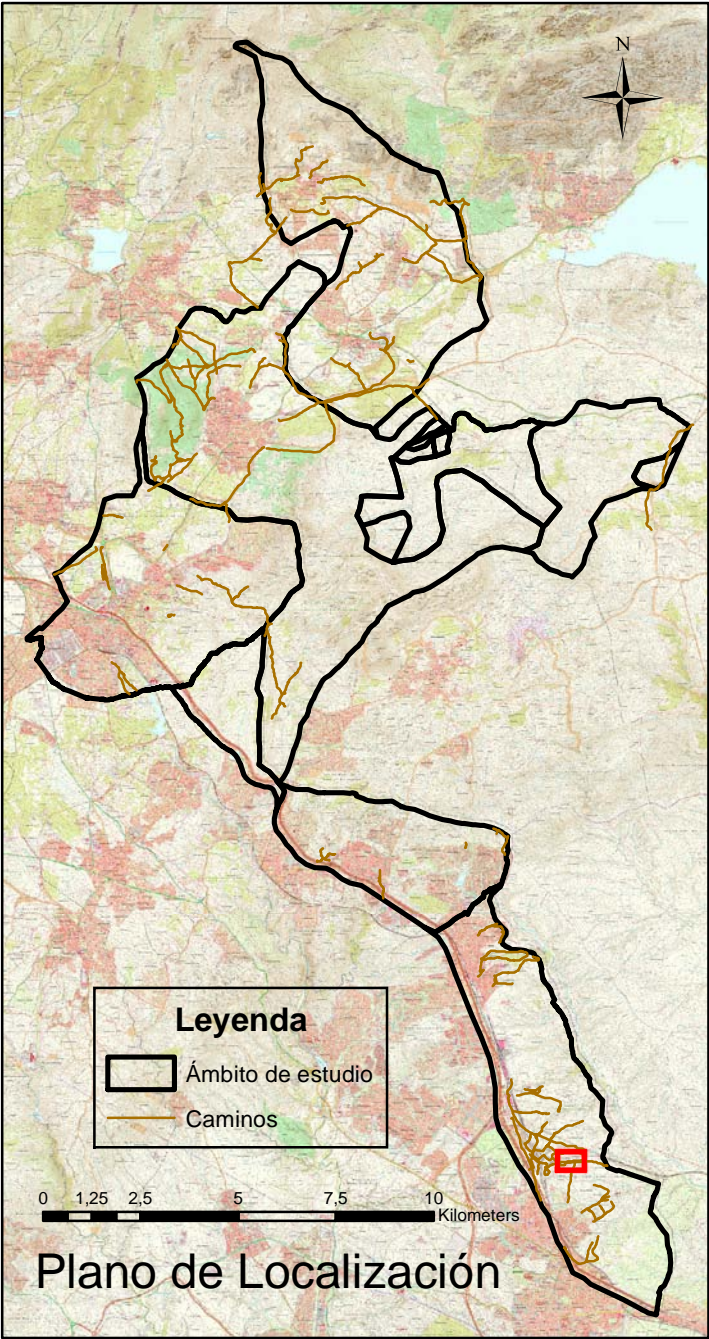 N
Leyenda
Ámbito de estudio
Caminos
0 1,25 2,5 5 7,5 10
Kilometers
Plano de Localización